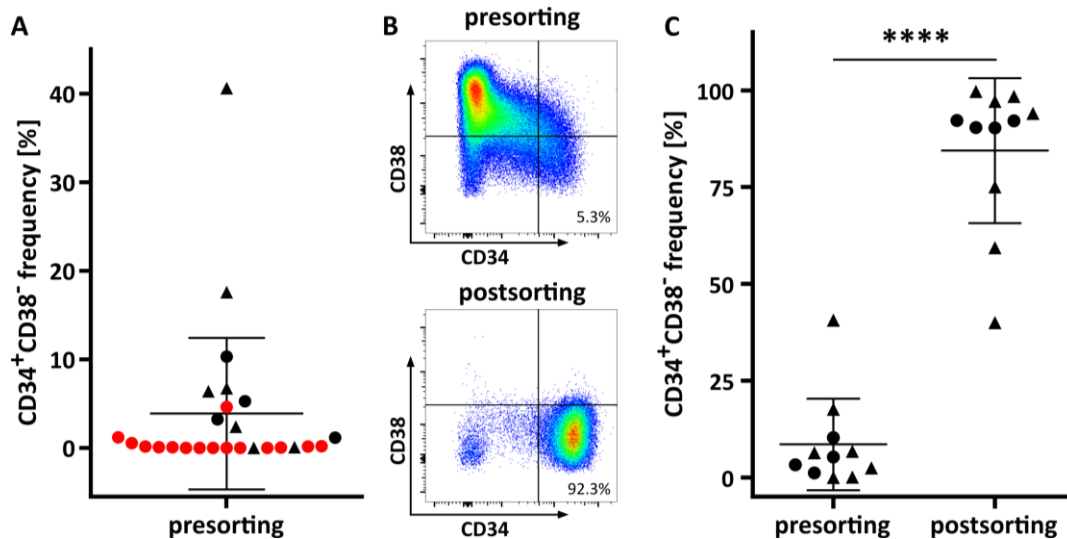 A
CD34⁺CD38⁻ frequency [%]
40
30
20
10
0
presorting
B
presorting
CD38
5.3%
CD34
postsorting
CD38
92.3%
CD34
C
****
CD34⁺CD38⁻ frequency [%]
100
75
50
25
0
presorting
postsorting